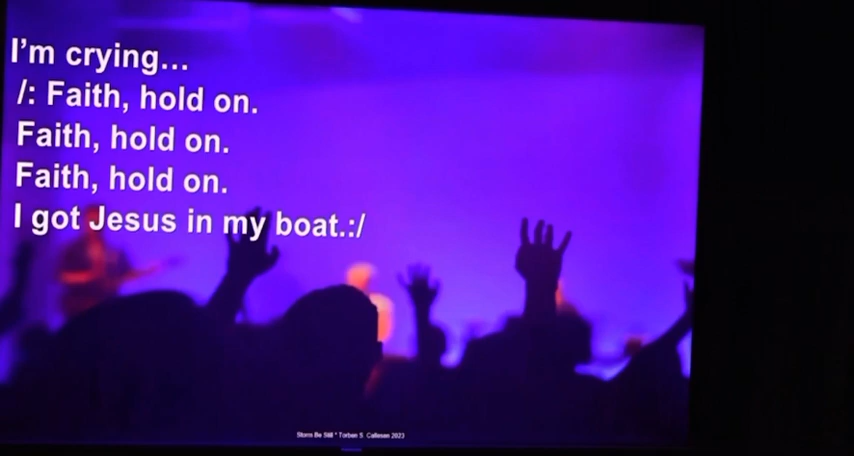 I'm crying...
/: Faith, hold on.
Faith, hold on.
Faith, hold on.
I got Jesus in my boat.:/
Storm Be Still * Torben S. Callesen 2023